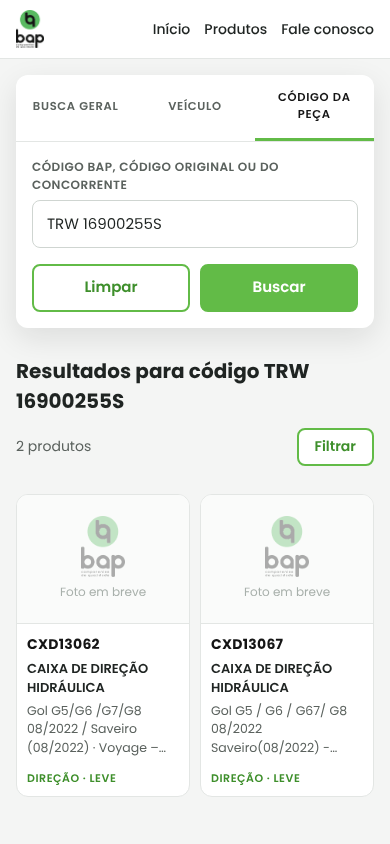 bap
Início Produtos Fale conosco
BUSCA GERAL
VEÍCULO
CÓDIGO DA
PEÇA
CÓDIGO BAP, CÓDIGO ORIGINAL OU DO
CONCORRENTE
TRW 16900255S
Limpar
Buscar
Resultados para código TRW
16900255S
2 produtos
Filtrar
bap
Foto em breve
CXD13062
CAIXA DE DIREÇÃO
HIDRÁULICA
Gol G5/G6 /G7/G8
08/2022 / Saveiro
(08/2022) · Voyage –...
DIREÇÃO · LEVE
bap
Foto em breve
CXD13067
CAIXA DE DIREÇÃO
HIDRÁULICA
Gol G5 / G6 / G67/ G8
08/2022
Saveiro(08/2022) -...
DIREÇÃO · LEVE